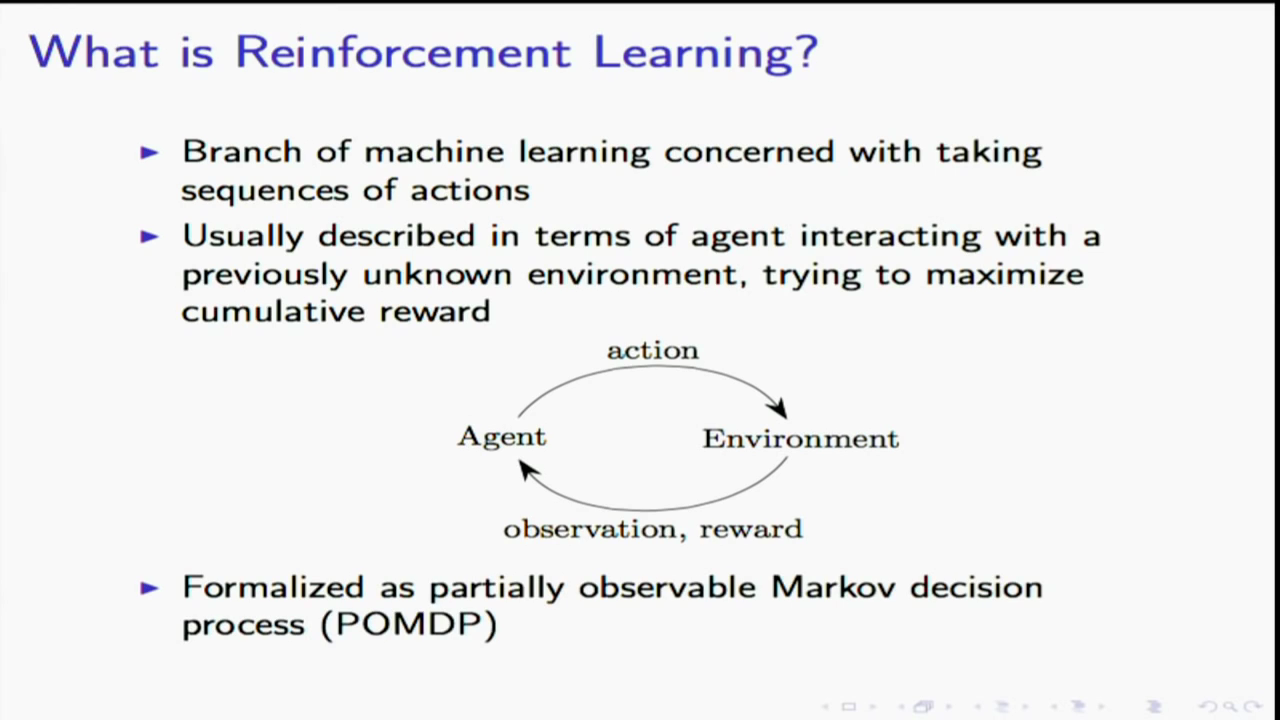 What is Reinforcement Learning?
Branch of machine learning concerned with taking
sequences of actions
Usually described in terms of agent interacting with a
previously unknown environment, trying to maximize
cumulative reward
action
Agent
Environment
observation, reward
Formalized as partially observable Markov decision
process (POMDP)